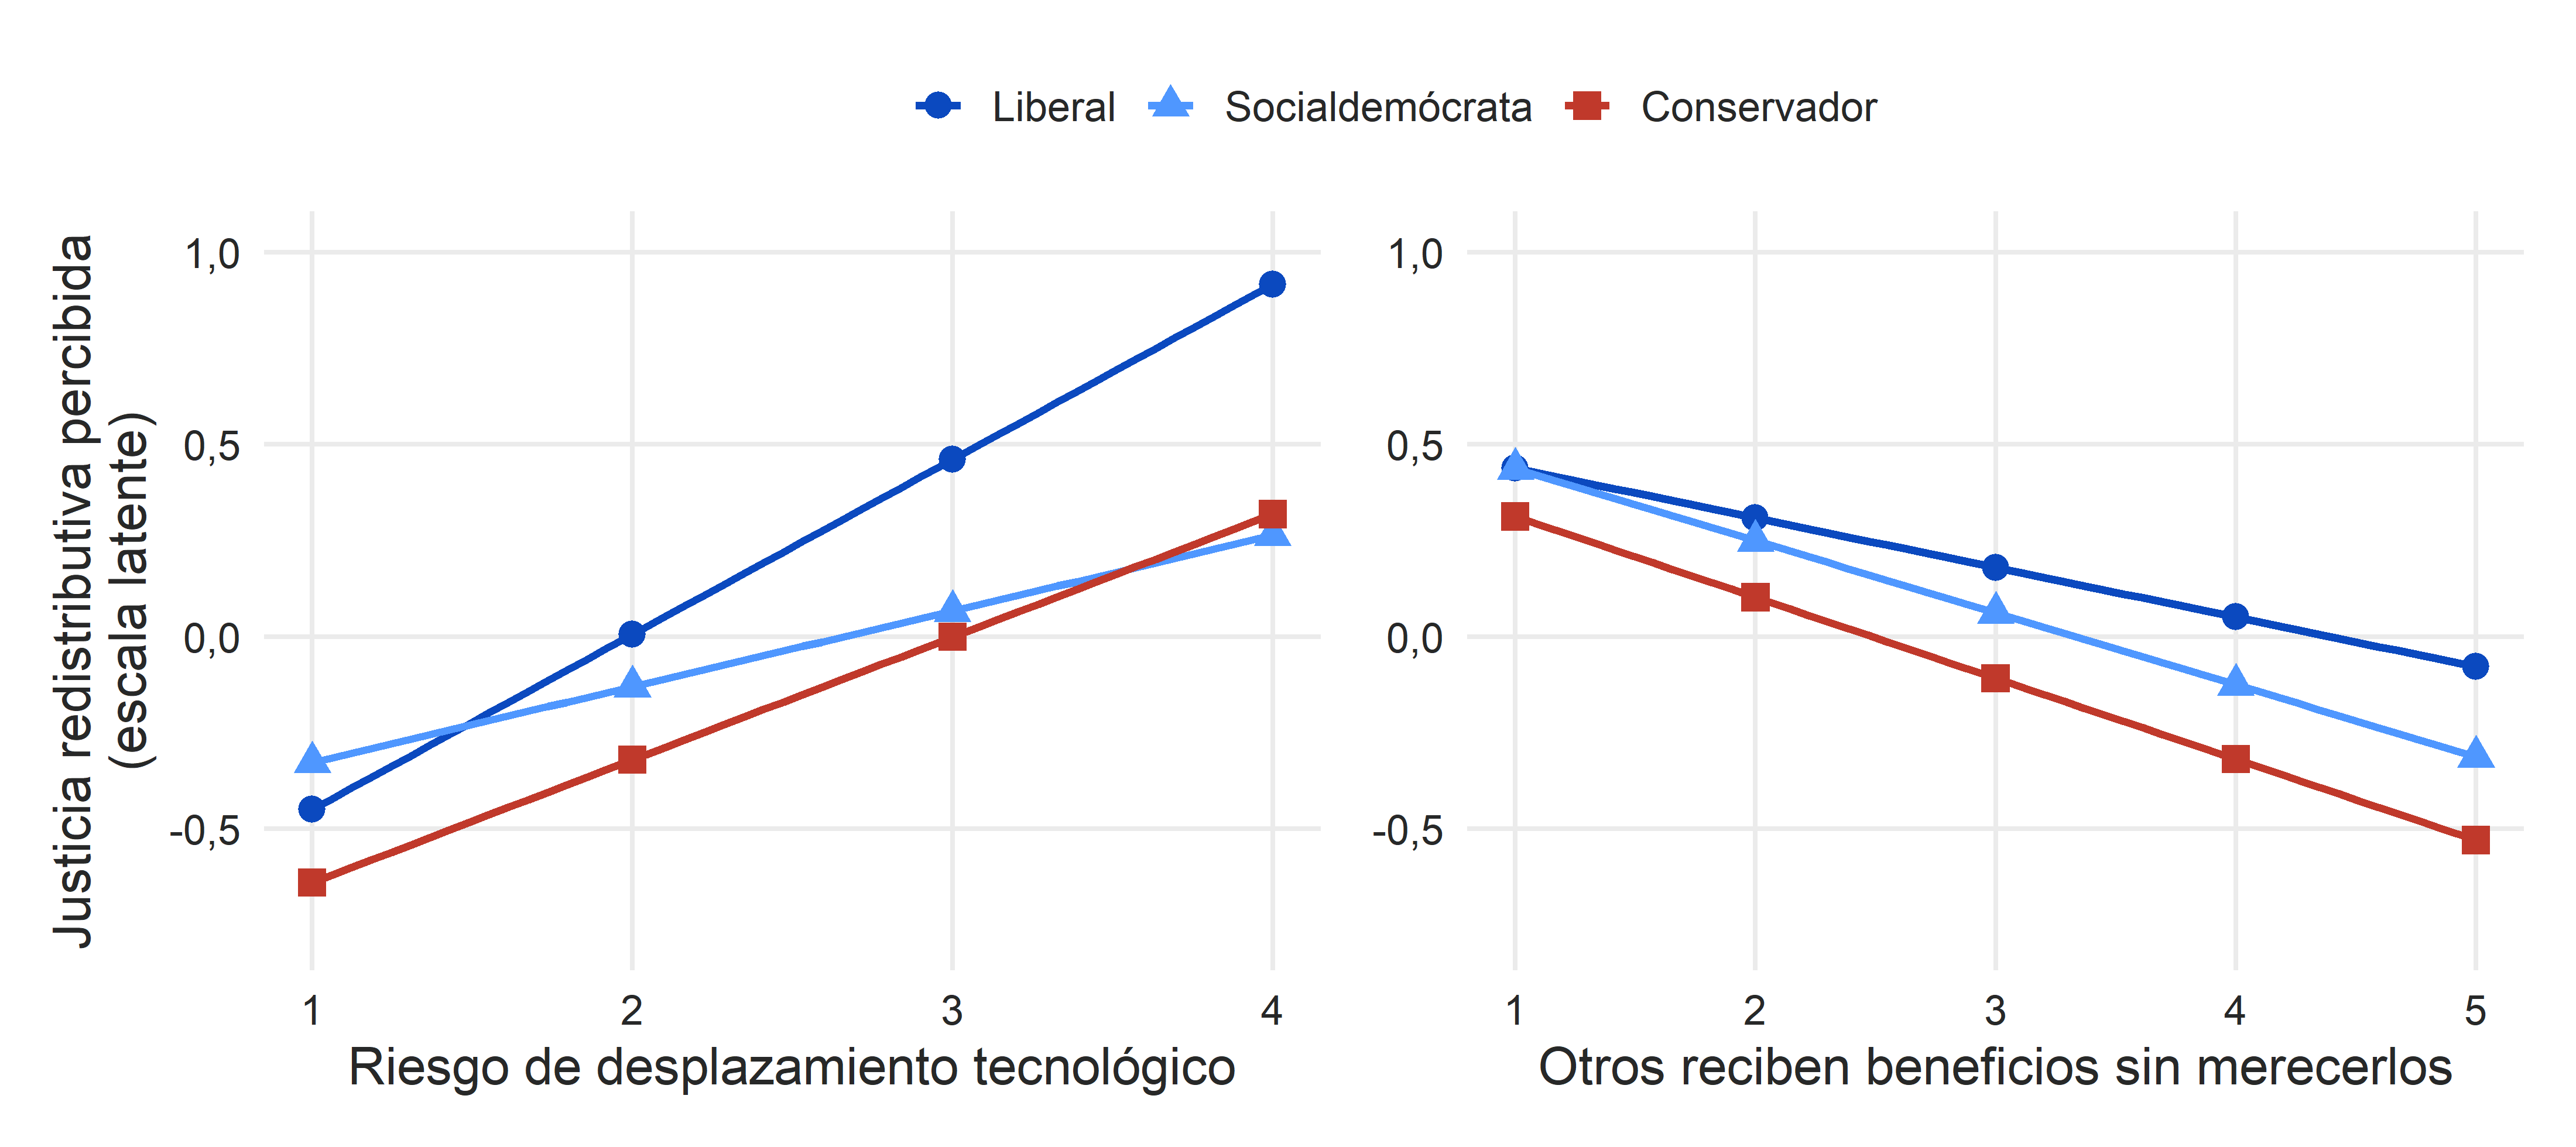 Liberal Socialdemócrata Conservador
Justicia redistributiva percibida
(escala latente)
1,0
0,5
0,0
-0,5
1 2 3 4
Riesgo de desplazamiento tecnológico
1,0
0,5
0,0
-0,5
1 2 3 4 5
Otros reciben beneficios sin merecerlos